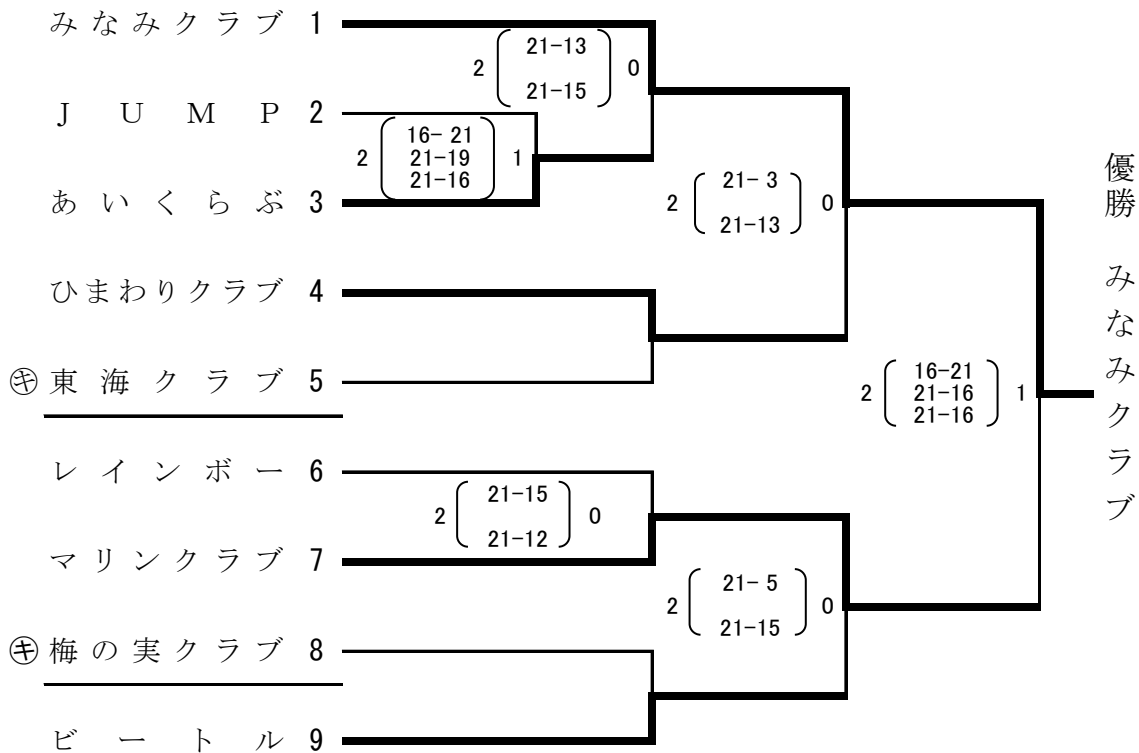 みなみクラブ 1
21-13
2 0
21-15
ＪＵＭＰ 2
16- 21
2 21-19 1
21-16
あいくらぶ 3
21- 3
2 0
21-13
ひまわりクラブ 4
㋖東海クラブ 5
16-21
2 21-16 1
21-16
優勝 みなみクラブ
レインボー 6
21-15
2 0
21-12
マリンクラブ 7
21- 5
2 0
21-15
㋖梅の実クラブ 8
ビートル 9